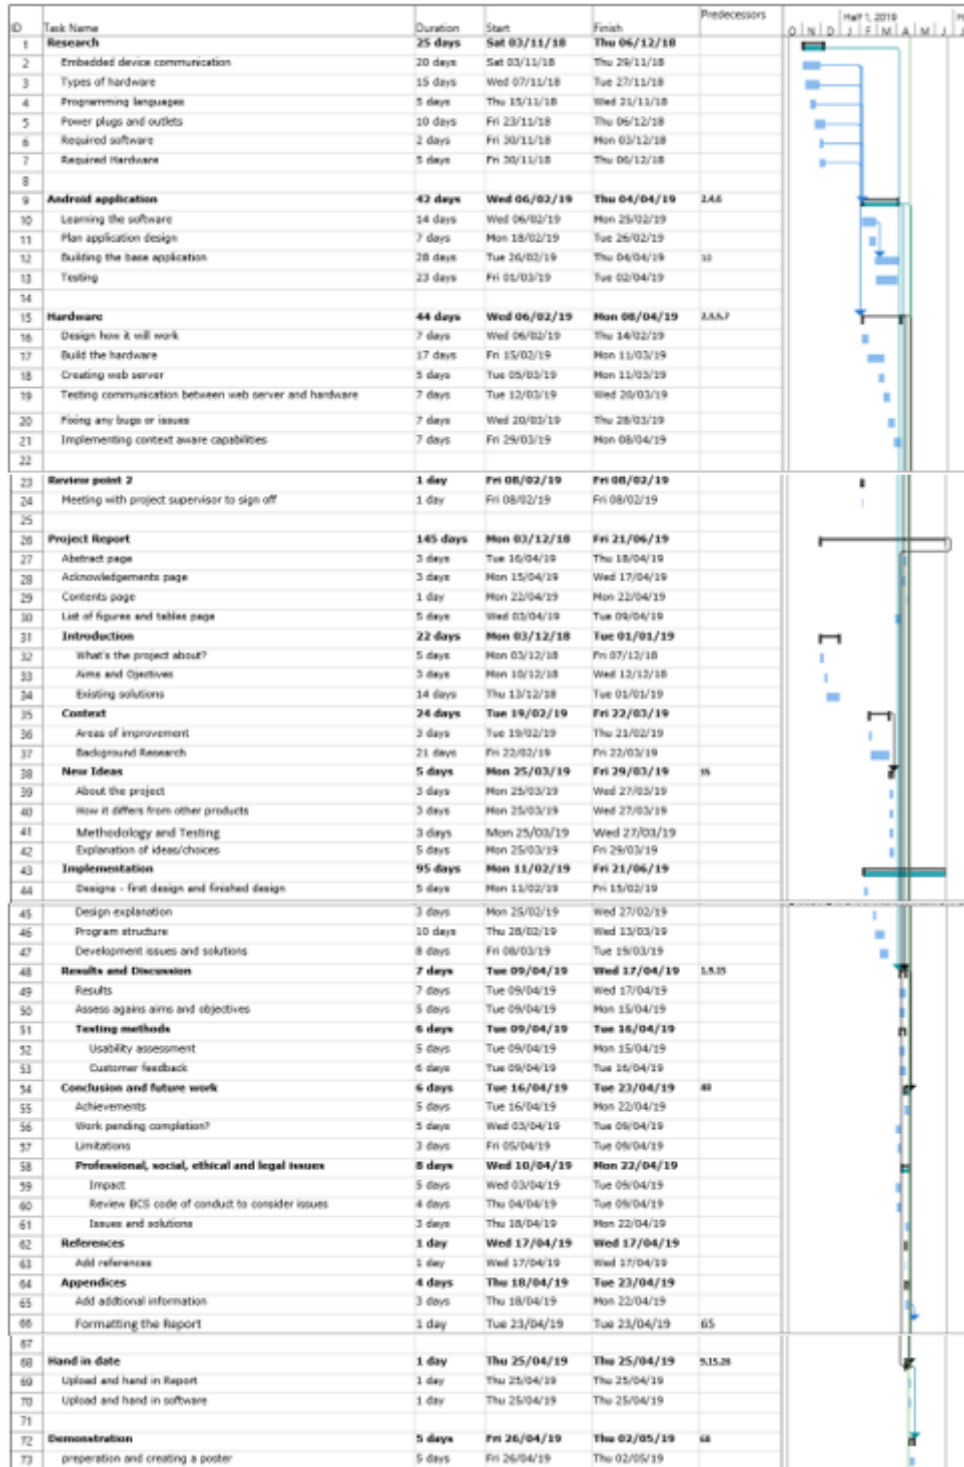 Predecessors
Half 1, 2019
ID Task Name Duration Start Finish O N D J F M A M J
1 Research 25 days Sat 03/11/18 Thu 06/12/18
2 Embedded device communication 20 days Sat 03/11/18 Thu 29/11/18
3 Types of hardware 15 days Wed 07/11/18 Tue 27/11/18
4 Programming languages 5 days Thu 15/11/18 Wed 21/11/18
5 Power plugs and outlets 10 days Fri 23/11/18 Thu 06/12/18
6 Required software 2 days Fri 30/11/18 Mon 03/12/18
7 Required Hardware 5 days Fri 30/11/18 Thu 06/12/18
8
9 Android application 42 days Wed 06/02/19 Thu 04/04/19 2,4,6
10 Learning the software 14 days Wed 06/02/19 Mon 25/02/19
11 Plan application design 7 days Mon 18/02/19 Tue 26/02/19
12 Building the base application 28 days Tue 26/02/19 Thu 04/04/19 10
13 Testing 23 days Fri 01/03/19 Tue 02/04/19
14
15 Hardware 44 days Wed 06/02/19 Mon 08/04/19
16 Design how it will work 7 days Wed 06/02/19 Thu 14/02/19
17 Build the hardware 17 days Fri 15/02/19 Mon 11/03/19
18 Creating web server 5 days Tue 05/03/19 Mon 11/03/19
19 Testing communication between web server and hardware 7 days Tue 12/03/19 Wed 20/03/19
20 Fixing any bugs or issues 7 days Wed 20/03/19 Thu 28/03/19
21 Implementing context aware capabilities 7 days Fri 29/03/19 Mon 08/04/19
22
23 Review point 2 1 day Fri 08/02/19 Fri 08/02/19
24 Meeting with project supervisor to sign off 1 day Fri 08/02/19 Fri 08/02/19
25
26 Project Report 145 days Mon 03/12/18 Fri 21/06/19
27 Abstract page 3 days Tue 16/04/19 Thu 18/04/19
28 Acknowledgements page 3 days Mon 15/04/19 Wed 17/04/19
29 Contents page 1 day Mon 22/04/19 Mon 22/04/19
30 List of figures and tables page 5 days Wed 03/04/19 Tue 09/04/19
31 Introduction 22 days Mon 03/12/18 Tue 01/01/19
32 What's the project about? 5 days Mon 03/12/18 Fri 07/12/18
33 Aims and Ojectives 3 days Mon 10/12/18 Wed 12/12/18
34 Existing solutions 14 days Thu 13/12/18 Tue 01/01/19
35 Context 24 days Tue 19/02/19 Fri 22/03/19
36 Areas of improvement 3 days Tue 19/02/19 Thu 21/02/19
37 Background Research 21 days Fri 22/02/19 Fri 22/03/19
38 New Ideas 5 days Mon 25/03/19 Fri 29/03/19 35
39 About the project 3 days Mon 25/03/19 Wed 27/03/19
40 How it differs from other products 3 days Mon 25/03/19 Wed 27/03/19
41 Methodology and Testing 3 days Mon 25/03/19 Wed 27/03/19
42 Explanation of ideas/choices 5 days Mon 25/03/19 Fri 29/03/19
43 Implementation 95 days Mon 11/02/19 Fri 21/06/19
44 Designs - first design and finished design 5 days Mon 11/02/19 Fri 15/02/19
45 Design explanation 3 days Mon 25/02/19 Wed 27/02/19
46 Program structure 10 days Thu 28/02/19 Wed 13/03/19
47 Development issues and solutions 8 days Fri 08/03/19 Tue 19/03/19
48 Results and Discussion 7 days Tue 09/04/19 Wed 17/04/19 1,9,15
49 Results 7 days Tue 09/04/19 Wed 17/04/19
50 Assess agains aims and objectives 5 days Tue 09/04/19 Mon 15/04/19
51 Testing methods 6 days Tue 09/04/19 Tue 16/04/19
52 Usability assessment 5 days Tue 09/04/19 Mon 15/04/19
53 Customer feedback 6 days Tue 09/04/19 Tue 16/04/19
54 Conclusion and future work 6 days Tue 16/04/19 Tue 23/04/19 48
55 Achievements 5 days Tue 16/04/19 Mon 22/04/19
56 Work pending completion? 5 days Wed 03/04/19 Tue 09/04/19
57 Limitations 3 days Fri 05/04/19 Tue 09/04/19
58 Professional, social, ethical and legal issues 8 days Wed 10/04/19 Mon 22/04/19
59 Impact 5 days Wed 03/04/19 Tue 09/04/19
60 Review BCS code of conduct to consider issues 4 days Thu 04/04/19 Tue 09/04/19
61 Issues and solutions 3 days Thu 18/04/19 Mon 22/04/19
62 References 1 day Wed 17/04/19 Wed 17/04/19
63 Add references 1 day Wed 17/04/19 Wed 17/04/19
64 Appendices 4 days Thu 18/04/19 Tue 23/04/19
65 Add addtional information 3 days Thu 18/04/19 Mon 22/04/19
66 Formatting the Report 1 day Tue 23/04/19 Tue 23/04/19 65
67
68 Hand in date 1 day Thu 25/04/19 Thu 25/04/19 9,15,26
69 Upload and hand in Report 1 day Thu 25/04/19 Thu 25/04/19
70 Upload and hand in software 1 day Thu 25/04/19 Thu 25/04/19
71
72 Demonstration 5 days Fri 26/04/19 Thu 02/05/19 68
73 preperation and creating a poster 5 days Fri 26/04/19 Thu 02/05/19